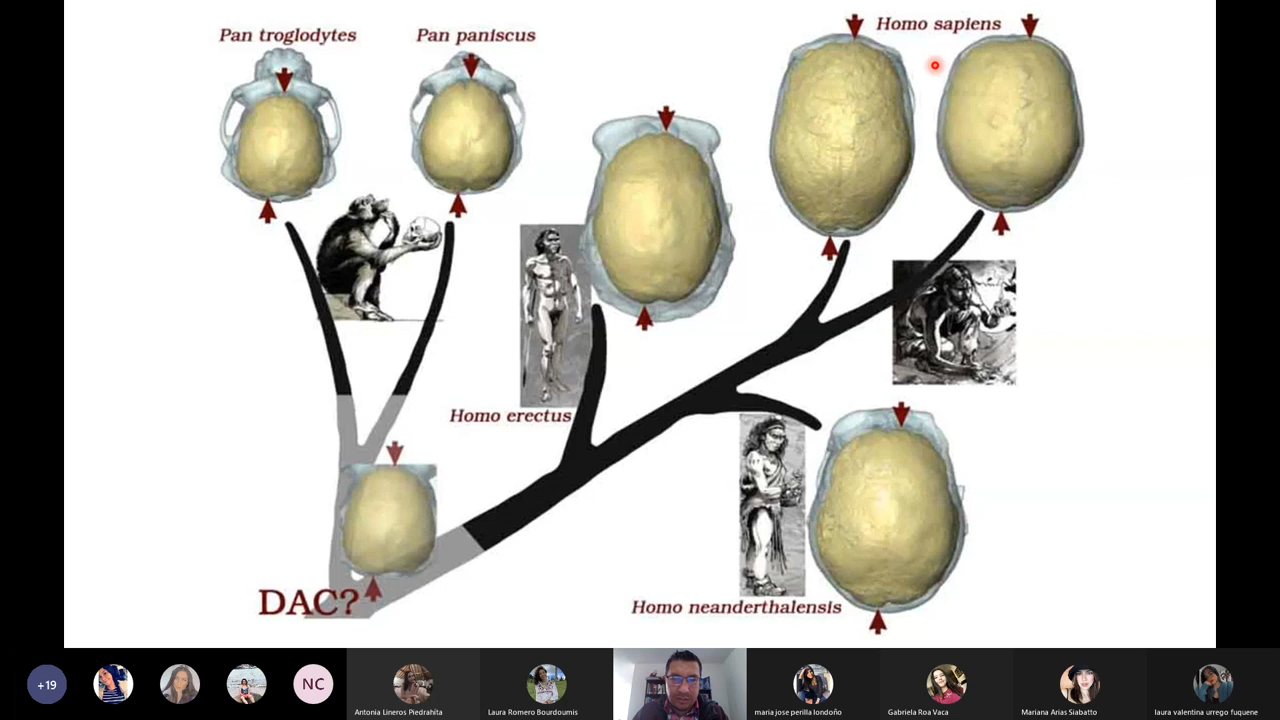 Pan troglodytes
Pan paniscus
Homo sapiens
Homo erectus
DAC?
Homo neanderthalensis
+19
NC
Antonia Lineros Piedrahita
Laura Romero Bourdoumis
maria jose perilla londoño
Gabriela Roa Vaca
Mariana Arias Siabatto
laura valentina urrego fuquene